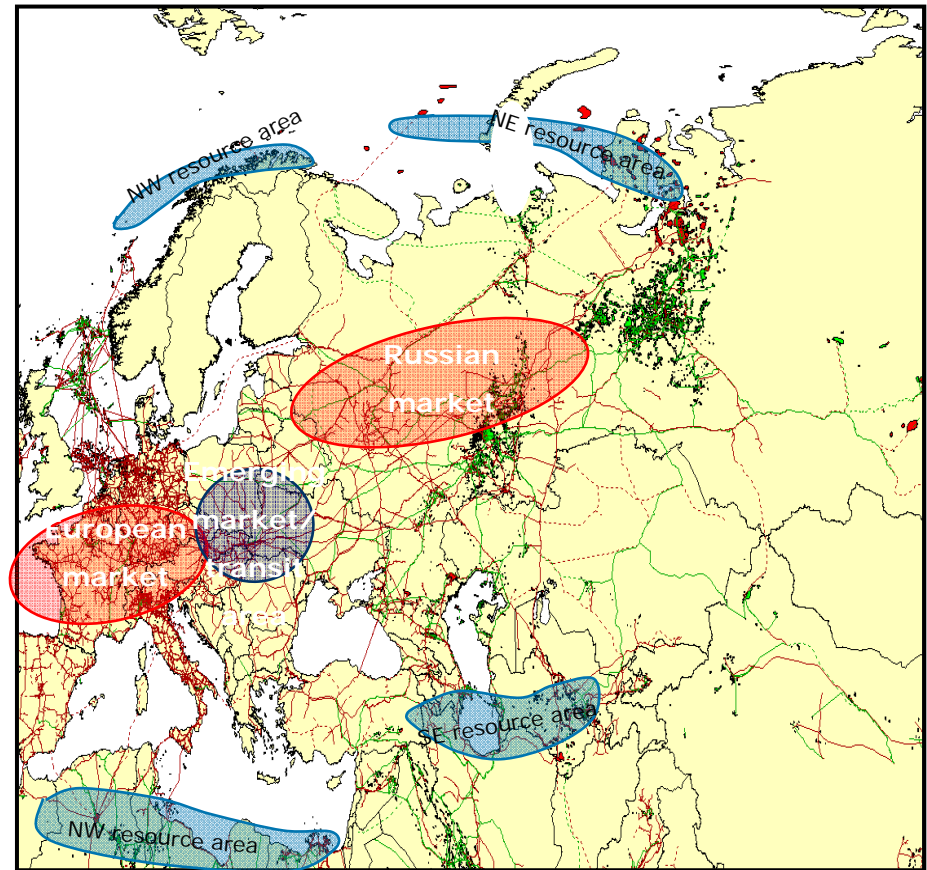 NW resource area
NE resource area
Russian
market
Emerging
market/
transit
area
European
market
SE resource area
NW resource area